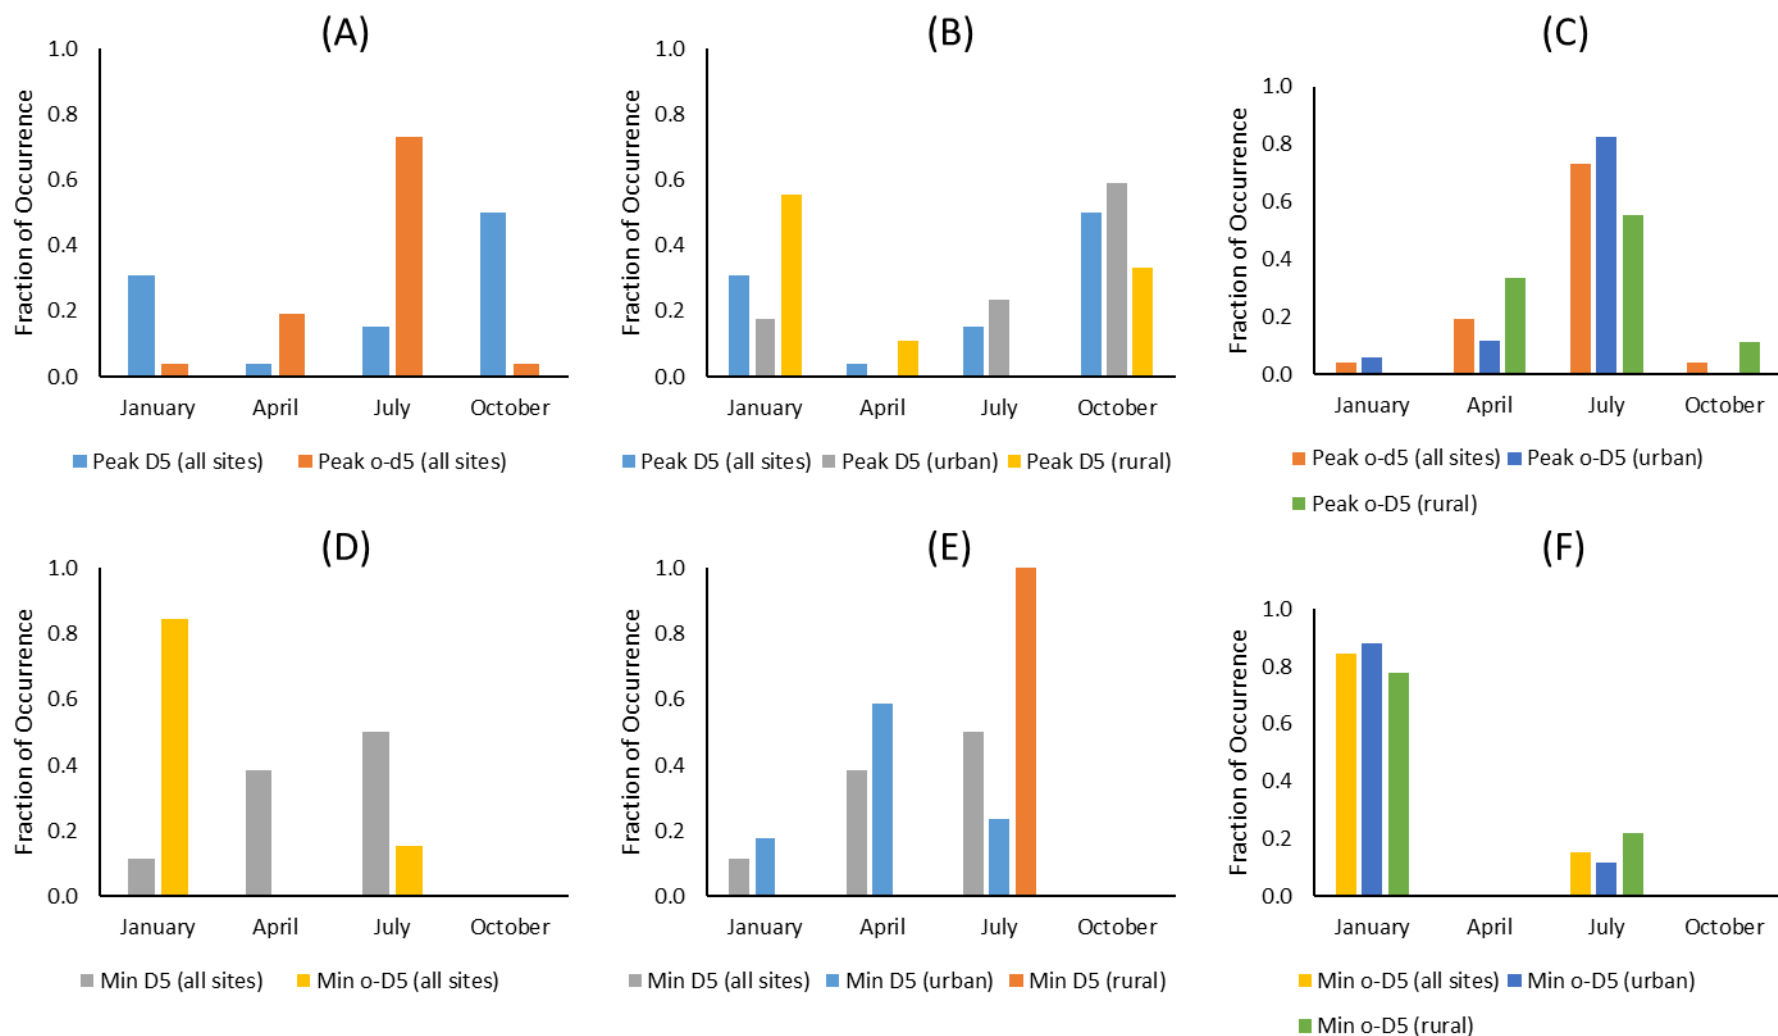 (A)
1.0
0.8
0.6
0.4
0.2
0.0
Fraction of Occurrence
January April July October
Peak D5 (all sites) Peak o-d5 (all sites)
(B)
1.0
0.8
0.6
0.4
0.2
0.0
Fraction of Occurrence
January April July October
Peak D5 (all sites) Peak D5 (urban) Peak D5 (rural)
(C)
1.0
0.8
0.6
0.4
0.2
0.0
Fraction of Occurrence
January April July October
Peak o-d5 (all sites) Peak o-D5 (urban)
Peak o-D5 (rural)
(D)
1.0
0.8
0.6
0.4
0.2
0.0
Fraction of Occurrence
January April July October
Min D5 (all sites) Min o-D5 (all sites)
(E)
1.0
0.8
0.6
0.4
0.2
0.0
Fraction of Occurrence
January April July October
Min D5 (all sites) Min D5 (urban) Min D5 (rural)
(F)
1.0
0.8
0.6
0.4
0.2
0.0
Fraction of Occurrence
January April July October
Min o-D5 (all sites) Min o-D5 (urban)
Min o-D5 (rural)